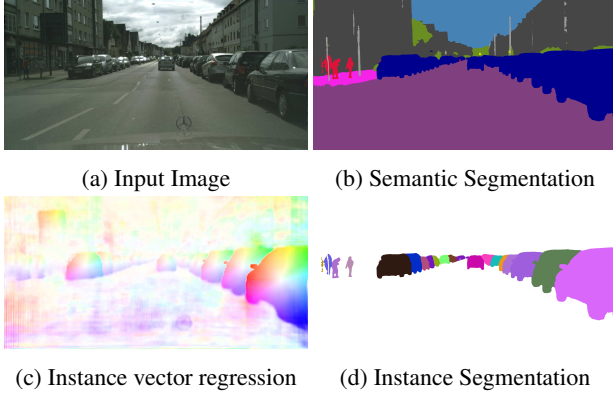 (a) Input Image
(b) Semantic Segmentation
(c) Instance vector regression
(d) Instance Segmentation